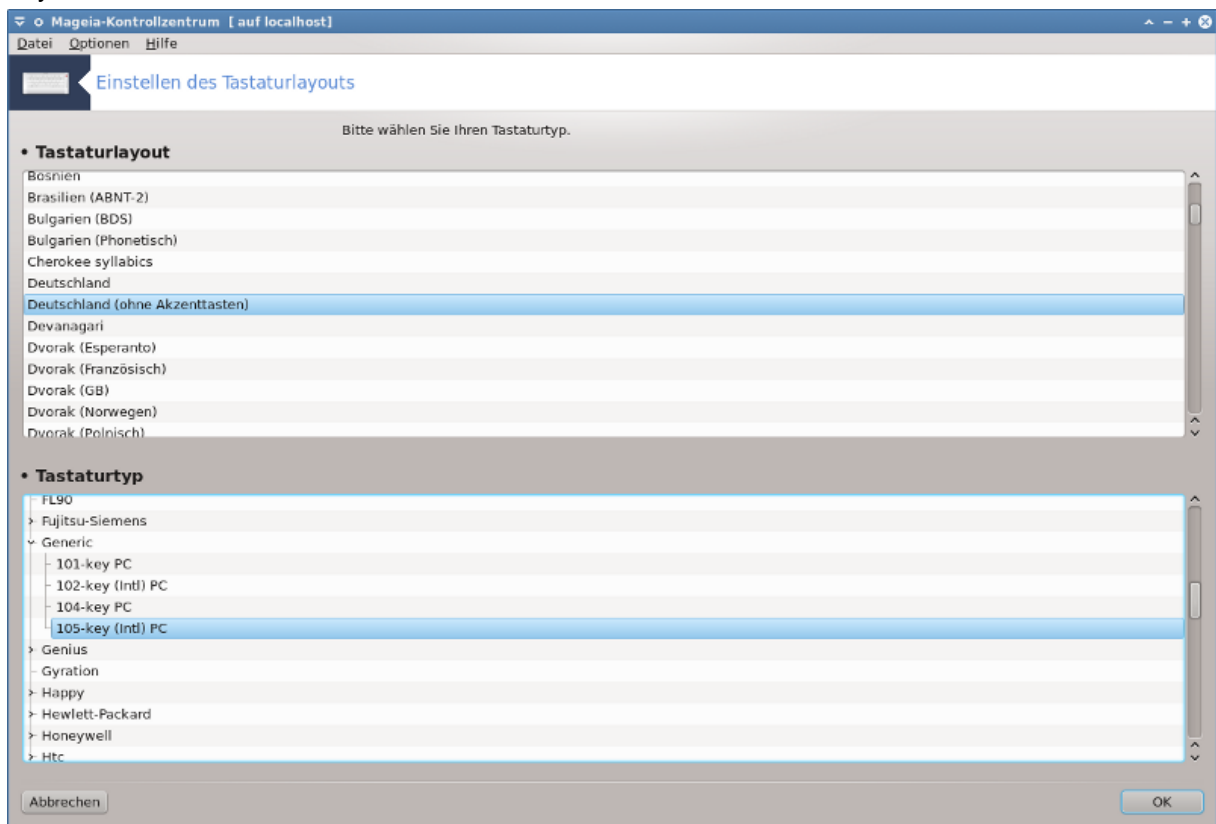 Mageia-Kontrollzentrum [ auf localhost]
Datei Optionen Hilfe
Einstellen des Tastaturlayouts
Bitte wählen Sie Ihren Tastaturtyp.
• Tastaturlayout
Bosnien
Brasilien (ABNT-2)
Bulgarien (BDS)
Bulgarien (Phonetisch)
Cherokee syllabics
Deutschland
Deutschland (ohne Akzenttasten)
Devanagari
Dvorak (Esperanto)
Dvorak (Französisch)
Dvorak (GB)
Dvorak (Norwegen)
Dvorak (Polnisch)
• Tastaturtyp
FL90
Fujitsu-Siemens
Generic
101-key PC
102-key (Intl) PC
104-key PC
105-key (Intl) PC
Genius
Gyration
Happy
Hewlett-Packard
Honeywell
Htc
Abbrechen OK